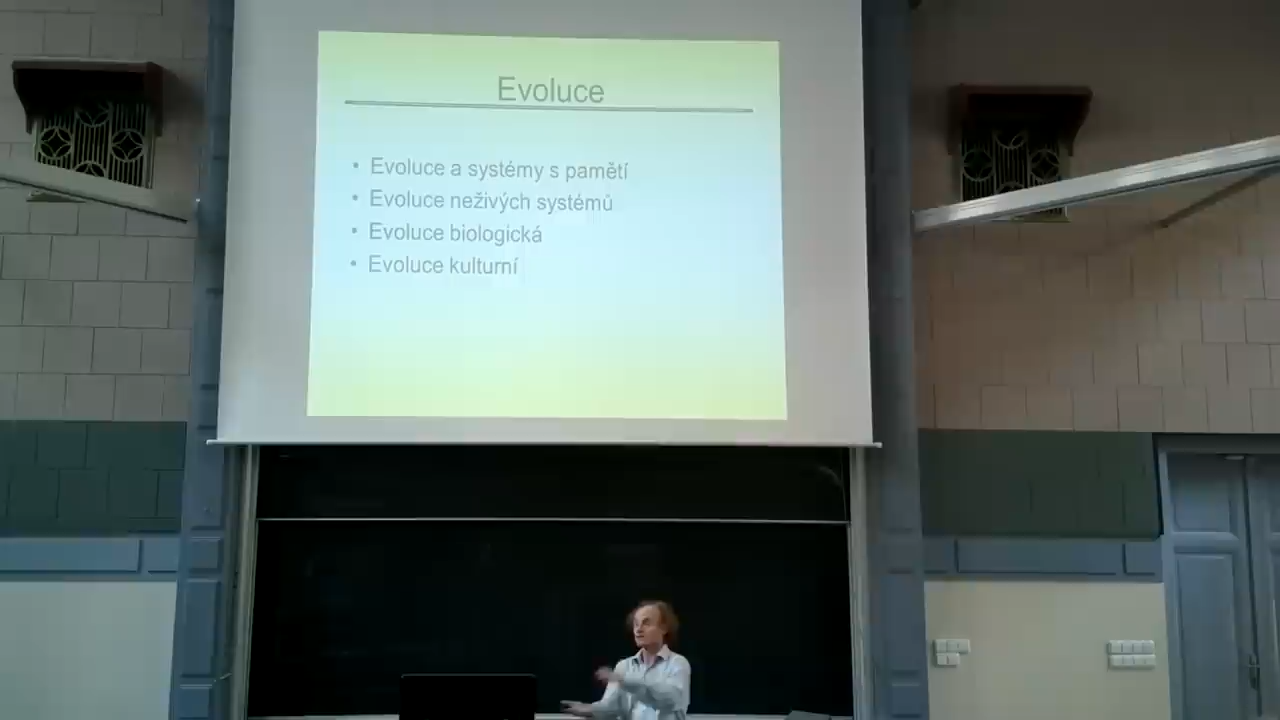 Evoluce
• Evoluce a systémy s pamětí
• Evoluce neživých systémů
• Evoluce biologická
• Evoluce kulturní